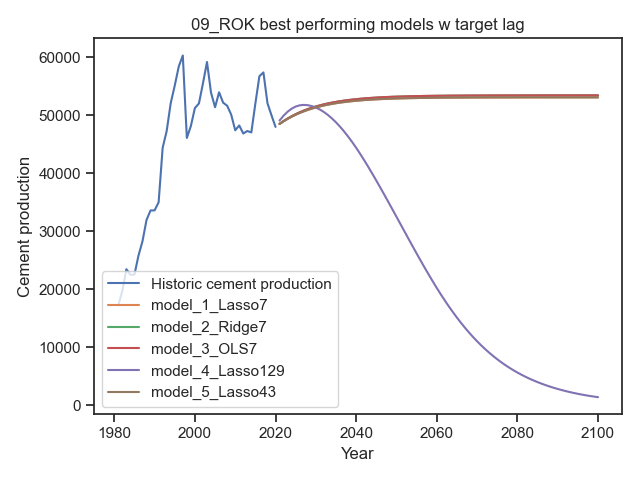 09_ROK best performing models w target lag
Cement production
60000
50000
40000
30000
20000
10000
0
Historic cement production
model_1_Lasso7
model_2_Ridge7
model_3_OLS7
model_4_Lasso129
model_5_Lasso43
1980 2000 2020 2040 2060 2080 2100
Year